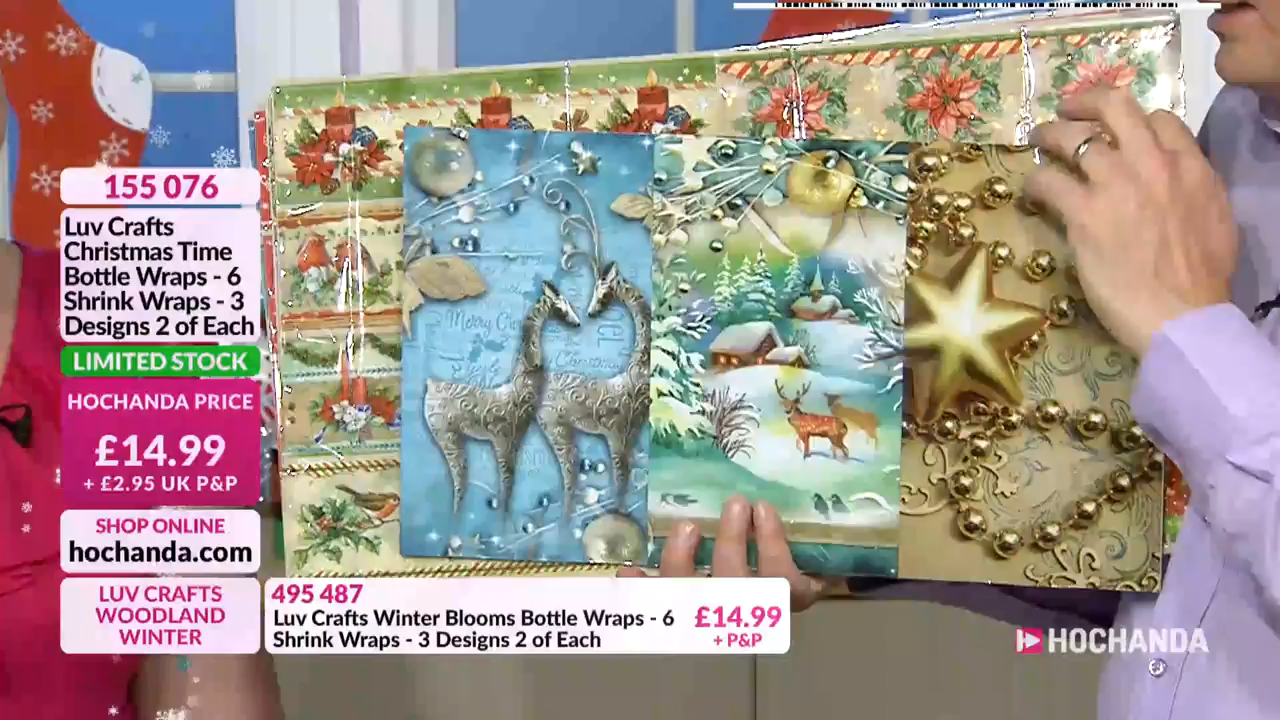 155 076
Luv Crafts
Christmas Time
Bottle Wraps - 6
Shrink Wraps - 3
Designs 2 of Each
LIMITED STOCK
HOCHANDA PRICE
£14.99
+ £2.95 UK P&P
SHOP ONLINE
hochanda.com
LUV CRAFTS
WOODLAND
WINTER
495 487
Luv Crafts Winter Blooms Bottle Wraps - 6
Shrink Wraps - 3 Designs 2 of Each
£14.99
+ P&P
Merry
HOCHANDA